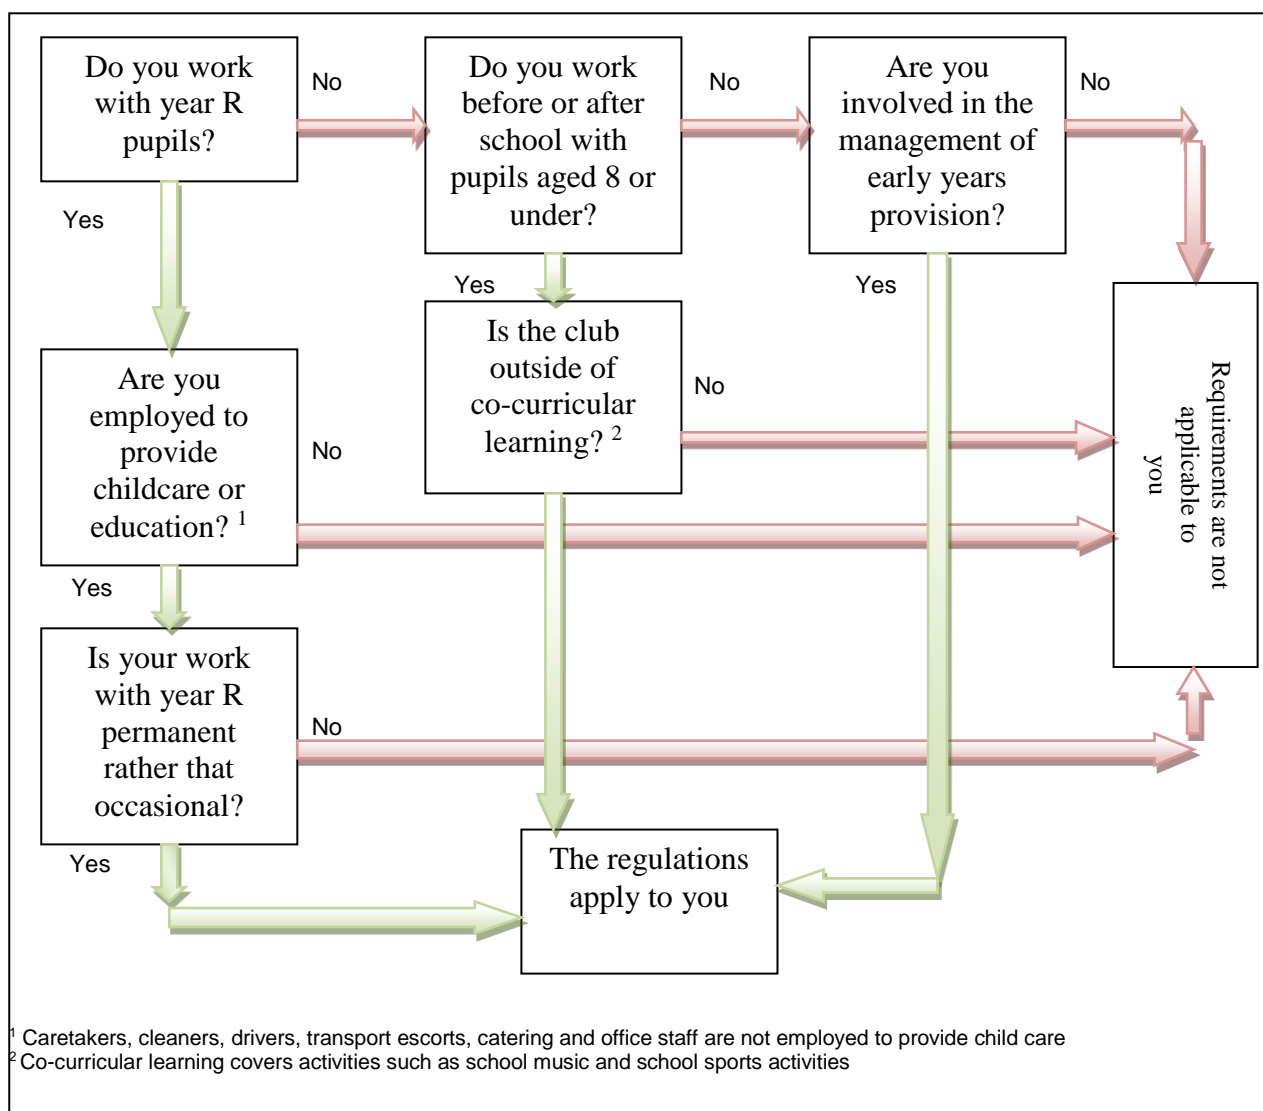 Do you work
with year R
pupils?
No
Do you work
before or after
school with
pupils aged 8 or
under?
No
Are you
involved in the
management of
early years
provision?
No
Yes
Yes
Yes
Is the club
outside of
co-curricular
learning? 2
No
Requirements are not
applicable to
you
Are you
employed to
provide
childcare or
education? 1
No
Yes
Is your work
with year R
permanent
rather that
occasional?
No
Yes
The regulations
apply to you
1 Caretakers, cleaners, drivers, transport escorts, catering and office staff are not employed to provide child care
2 Co-curricular learning covers activities such as school music and school sports activities